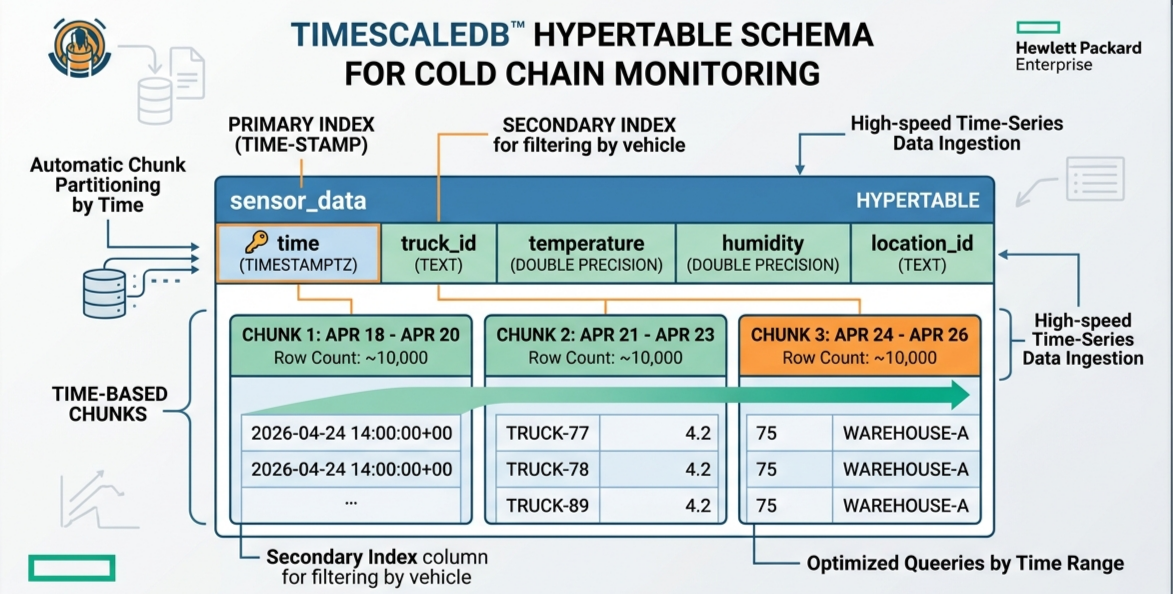 TIMESCALEDB™ HYPERTABLE SCHEMA
FOR COLD CHAIN MONITORING
Hewlett Packard
Enterprise
PRIMARY INDEX
(TIME-STAMP)
SECONDARY INDEX
for filtering by vehicle
High-speed Time-Series
Data Ingestion
Automatic Chunk
Partitioning
by Time
sensor_data
HYPERTABLE
time
(TIMESTAMPTZ)
truck_id
(TEXT)
temperature
(DOUBLE PRECISION)
humidity
(DOUBLE PRECISION)
location_id
(TEXT)
CHUNK 1: APR 18 - APR 20
Row Count: ~10,000
CHUNK 2: APR 21 - APR 23
Row Count: ~10,000
CHUNK 3: APR 24 - APR 26
Row Count: ~10,000
High-speed
Time-Series
Data Ingestion
TIME-BASED
CHUNKS
2026-04-24 14:00:00+00
TRUCK-77 4.2
75 WAREHOUSE-A
2026-04-24 14:00:00+00
TRUCK-78 4.2
75 WAREHOUSE-A
...
TRUCK-89 4.2
75 WAREHOUSE-A
Secondary Index column
for filtering by vehicle
Optimized Queeries by Time Range